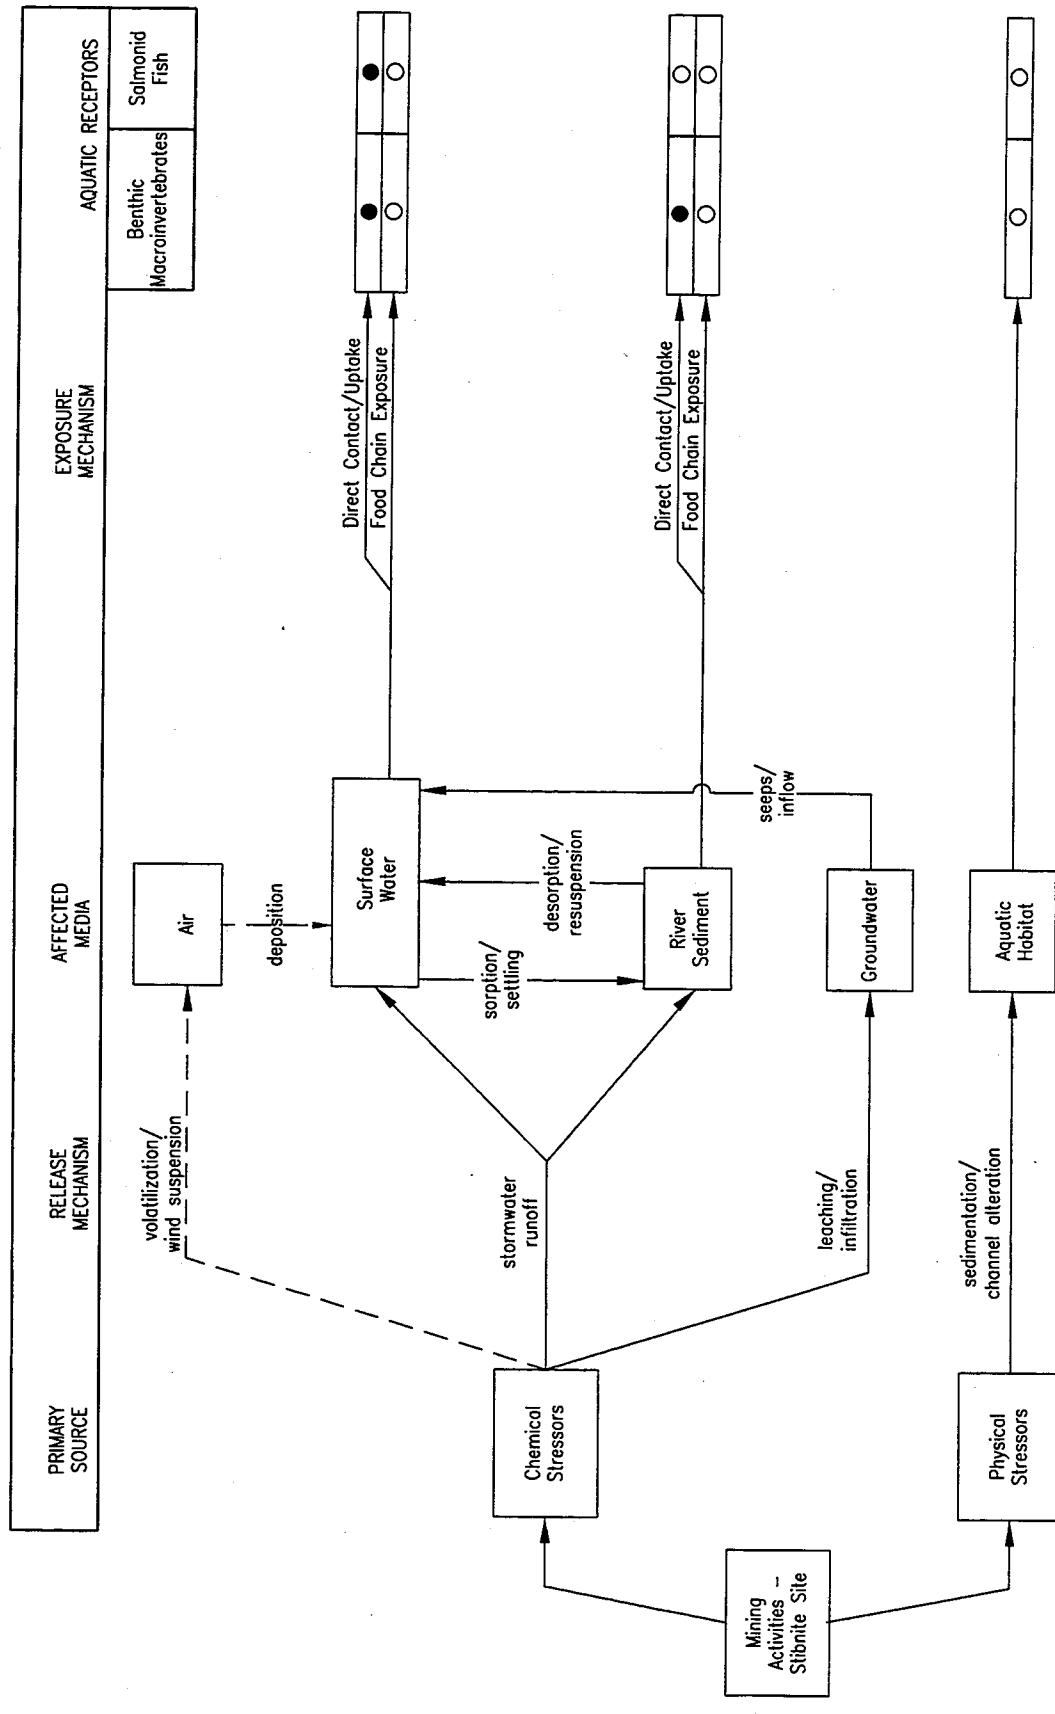 PRIMARY
SOURCE
RELEASE
MECHANISM
AFFECTED
MEDIA
EXPOSURE
MECHANISM
AQUATIC RECEPTORS
Benthic
Macroinvertebrates
Salmonid
Fish
volatilization/
wind suspension
Air
deposition
Surface
Water
Direct Contact/Uptake
Food Chain Exposure
sorption/
settling
desorption/
resuspension
stormwater
runoff
Chemical
Stressors
River
Sediment
Direct Contact/Uptake
Food Chain Exposure
seeps/
inflow
Mining
Activities –
Stibnite Site
leaching/
infiltration
Groundwater
sedimentation/
channel alteration
Physical
Stressors
Aquatic
Habitat